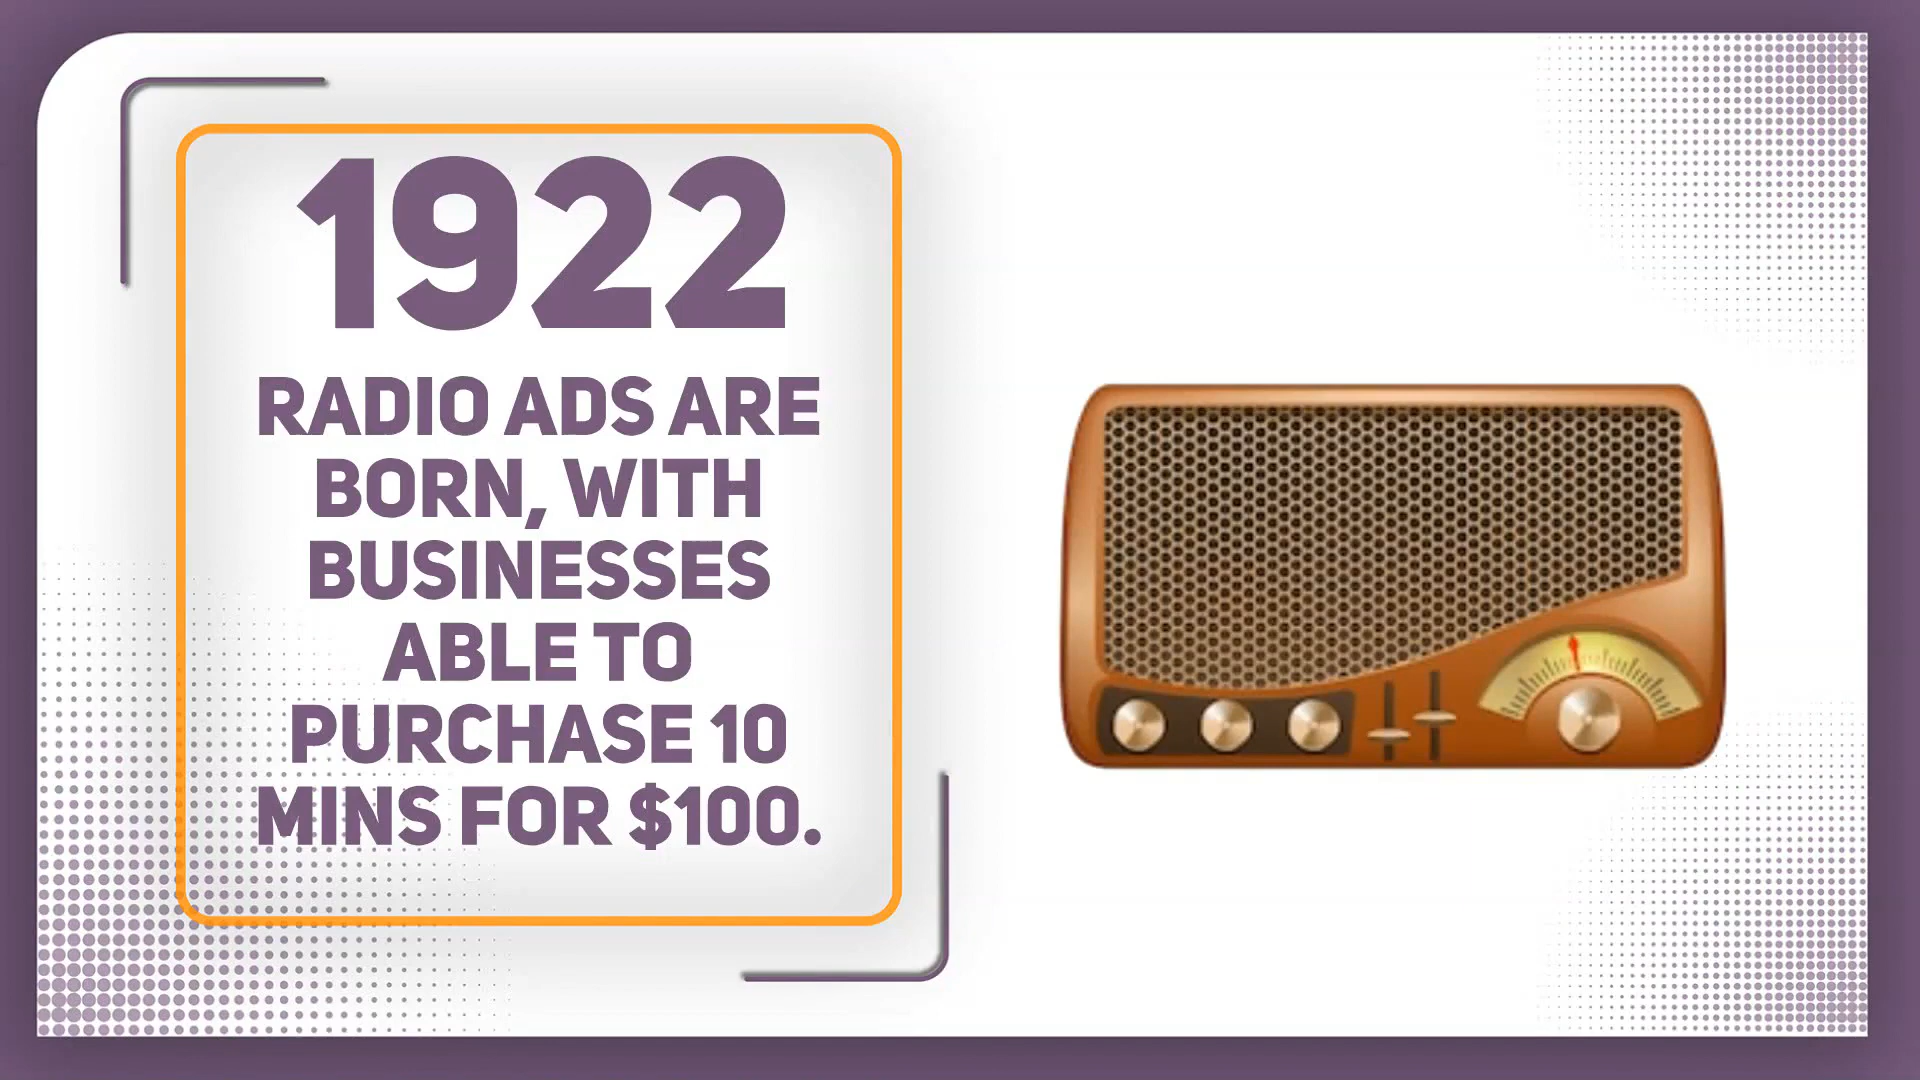 1922
RADIO ADS ARE
BORN, WITH
BUSINESSES
ABLE TO
PURCHASE 10
MINS FOR $100.